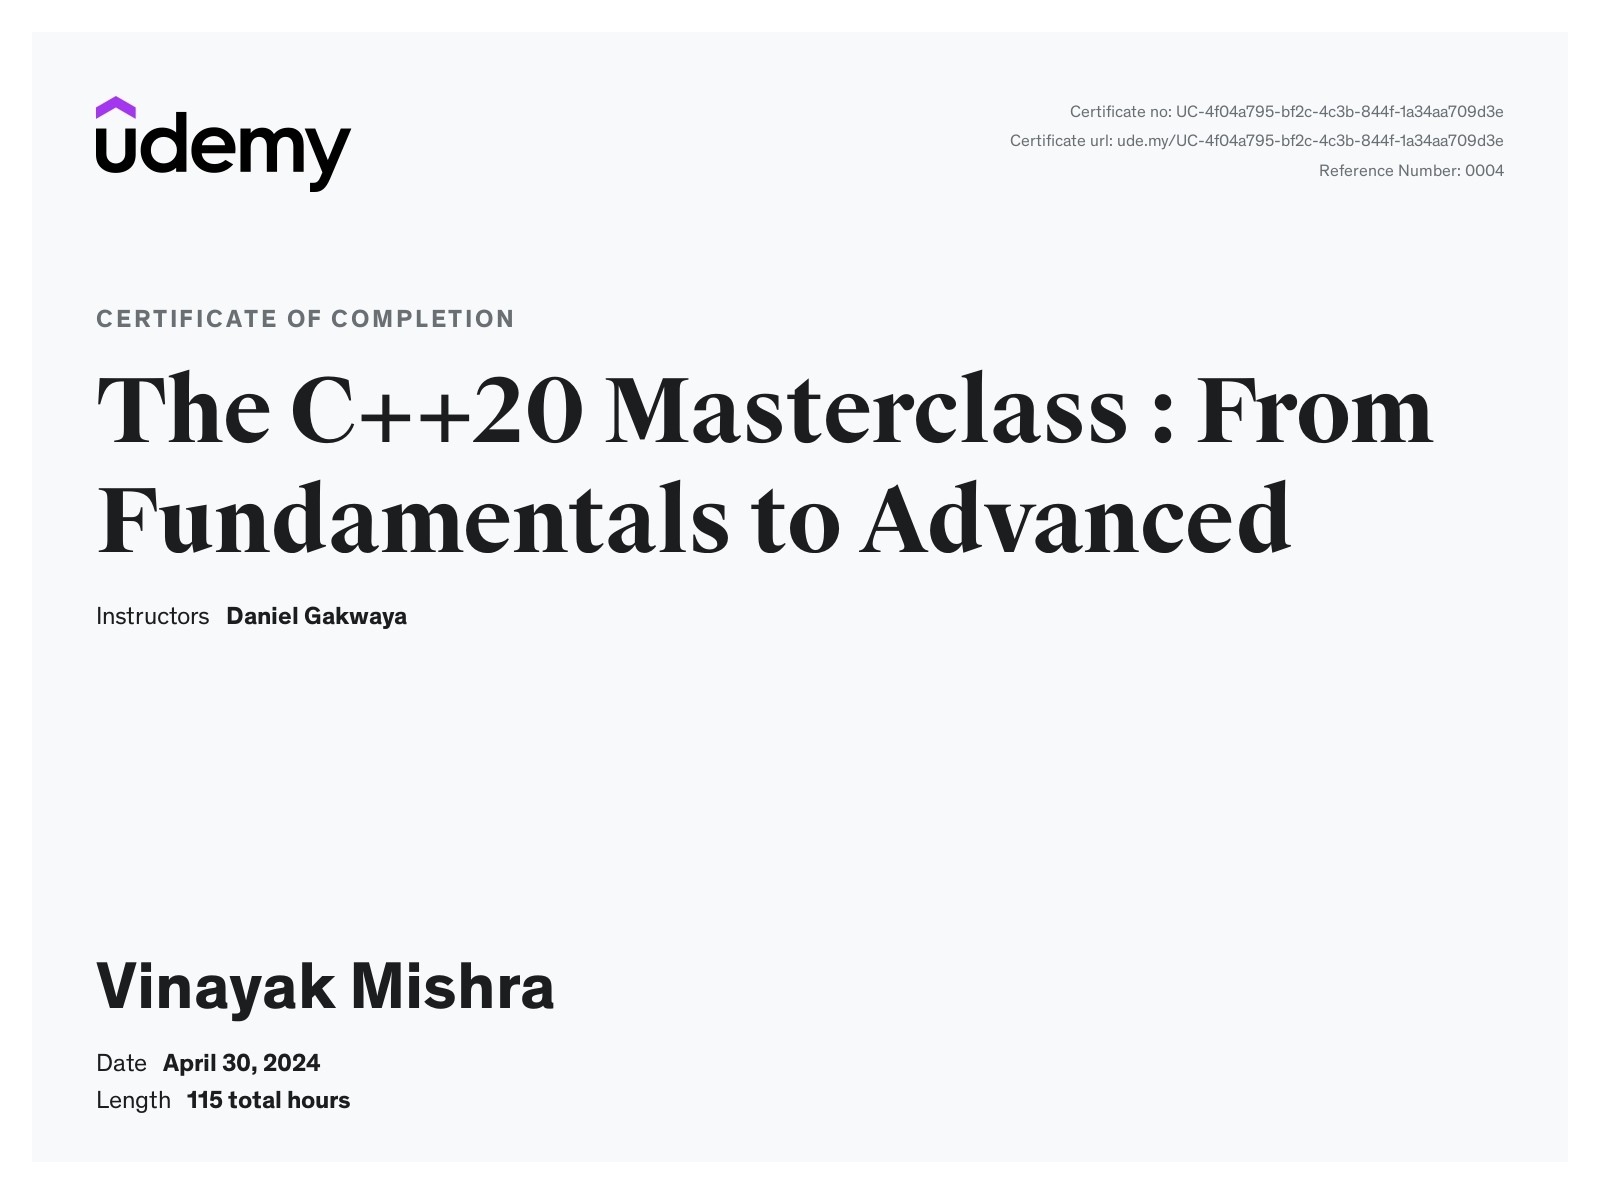 udemy
Certificate no: UC-4f04a795-bf2c-4c3b-844f-1a34aa709d3e
Certificate url: ude.my/UC-4f04a795-bf2c-4c3b-844f-1a34aa709d3e
Reference Number: 0004
CERTIFICATE OF COMPLETION
The C++20 Masterclass : From
Fundamentals to Advanced
Instructors Daniel Gakwaya
Vinayak Mishra
Date April 30, 2024
Length 115 total hours